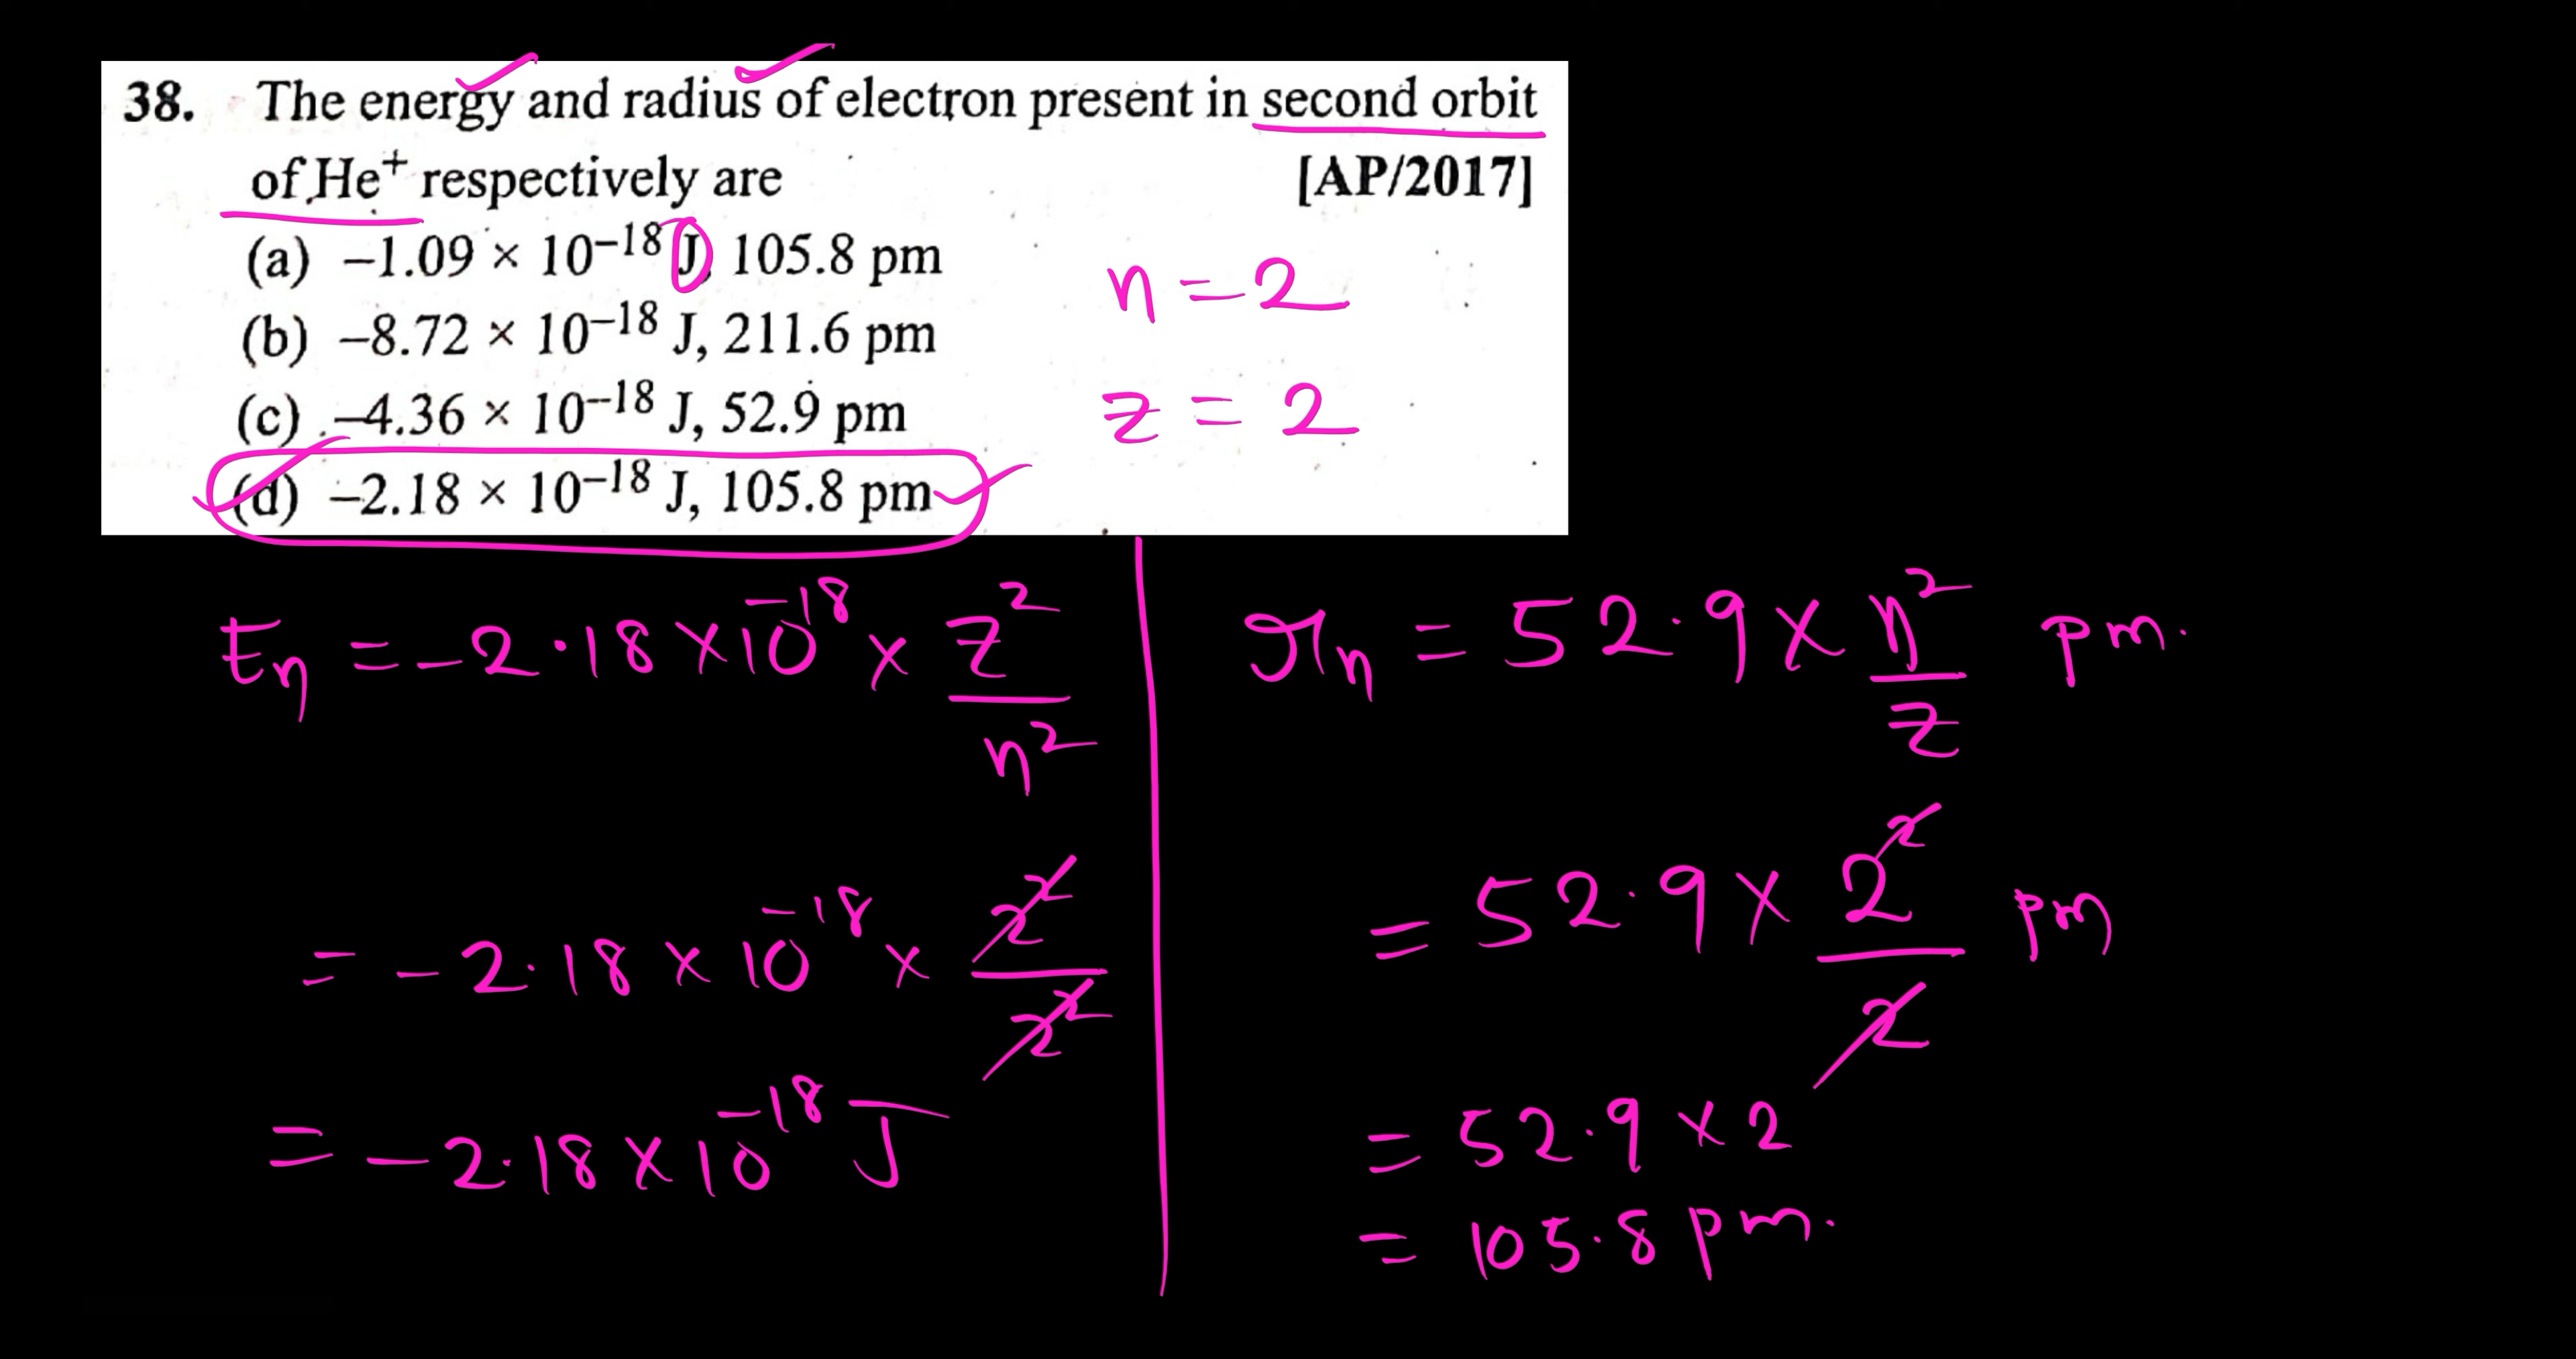 38. The energy and radius of electron present in second orbit
of He⁺ respectively are [AP/2017]
(a) –1.09 × 10⁻¹⁸ J, 105.8 pm
(b) –8.72 × 10⁻¹⁸ J, 211.6 pm
(c) –4.36 × 10⁻¹⁸ J, 52.9 pm
(d) –2.18 × 10⁻¹⁸ J, 105.8 pm
n = 2
z = 2
Eₙ = -2.18 × 10⁻¹⁸ × z²/n²
= -2.18 × 10⁻¹⁸ × 2²/2²
= -2.18 × 10⁻¹⁸ J
rₙ = 52.9 × n²/z pm.
= 52.9 × 2²/2 pm
= 52.9 × 2
= 105.8 pm.